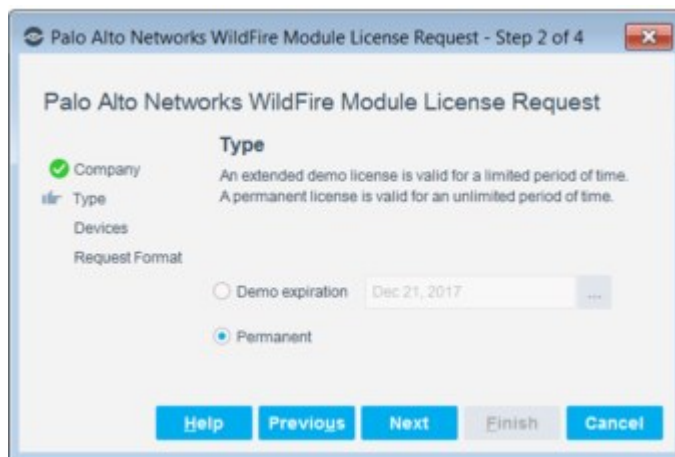 Palo Alto Networks WildFire Module License Request - Step 2 of 4
Palo Alto Networks WildFire Module License Request
Company
Type
Devices
Request Format
Type
An extended demo license is valid for a limited period of time.
A permanent license is valid for an unlimited period of time.
Demo expiration
Dec 21, 2017
...
Permanent
Help
Previous
Next
Finish
Cancel